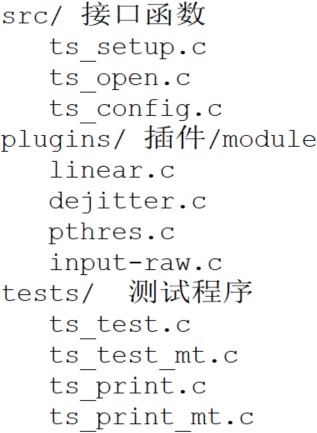 src/ 接口函数
ts_setup.c
ts_open.c
ts_config.c
plugins/ 插件/module
linear.c
dejitter.c
pthres.c
input-raw.c
tests/ 测试程序
ts_test.c
ts_test_mt.c
ts_print.c
ts_print_mt.c